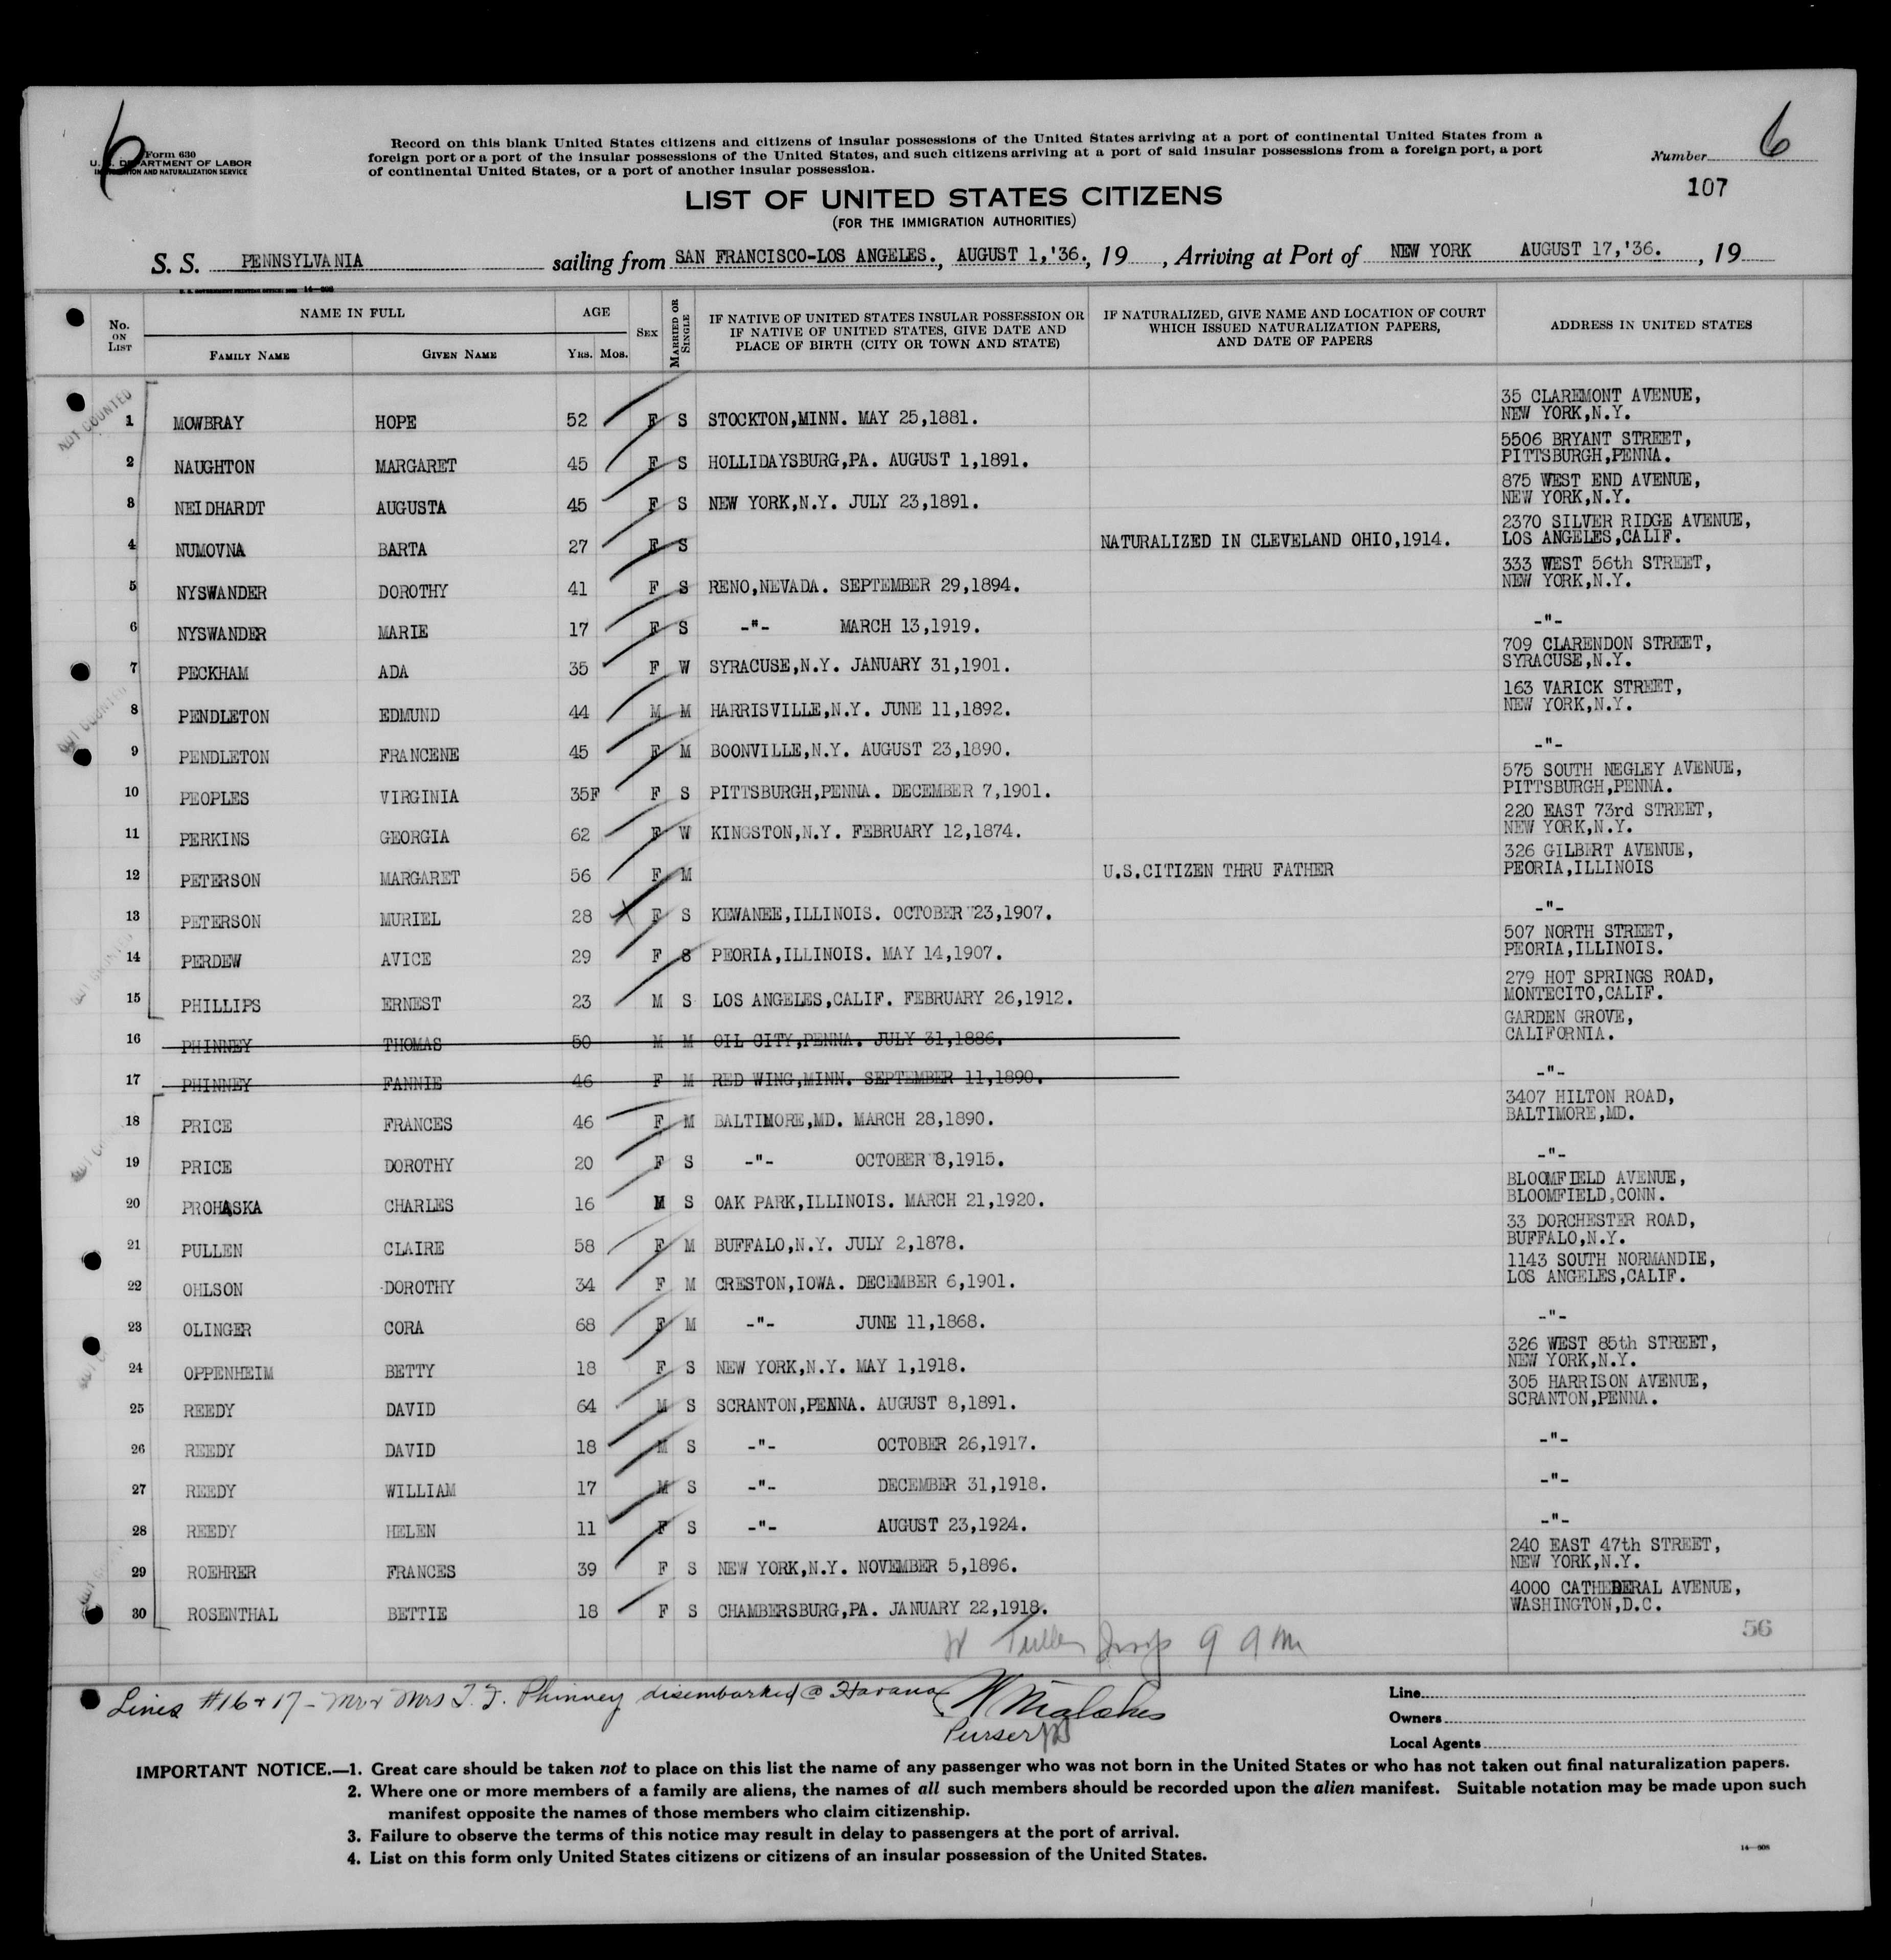 6
Form 630
U. S. DEPARTMENT OF LABOR
IMMIGRATION AND NATURALIZATION SERVICE
Record on this blank United States citizens and citizens of insular possessions of the United States arriving at a port of continental United States from a
foreign port or a port of the insular possessions of the United States, and such citizens arriving at a port of said insular possessions from a foreign port, a port
of continental United States, or a port of another insular possession.
Number 6
107
LIST OF UNITED STATES CITIZENS
(FOR THE IMMIGRATION AUTHORITIES)
S. S. PENNSYLVANIA sailing from SAN FRANCISCO-LOS ANGELES., AUGUST 1,'36., 19 , Arriving at Port of NEW YORK AUGUST 17,'36. , 19
No. ON LIST NAME IN FULL AGE SEX MARRIED OR SINGLE IF NATIVE OF UNITED STATES INSULAR POSSESSION OR IF NATIVE OF UNITED STATES, GIVE DATE AND PLACE OF BIRTH (CITY OR TOWN AND STATE) IF NATURALIZED, GIVE NAME AND LOCATION OF COURT WHICH ISSUED NATURALIZATION PAPERS, AND DATE OF PAPERS ADDRESS IN UNITED STATES
FAMILY NAME GIVEN NAME YRS. MOS.
NOT COUNTED
1 MOWBRAY HOPE 52 F S STOCKTON,MINN. MAY 25,1881. 35 CLAREMONT AVENUE, NEW YORK,N.Y.
2 NAUGHTON MARGARET 45 F S HOLLIDAYSBURG,PA. AUGUST 1,1891. 5506 BRYANT STREET, PITTSBURGH,PENNA.
3 NEIDHARDT AUGUSTA 45 F S NEW YORK,N.Y. JULY 23,1891. 875 WEST END AVENUE, NEW YORK,N.Y.
4 NUMOVNA BARTA 27 F S NATURALIZED IN CLEVELAND OHIO,1914. 2370 SILVER RIDGE AVENUE, LOS ANGELES,CALIF.
5 NYSWANDER DOROTHY 41 F S RENO,NEVADA. SEPTEMBER 29,1894. 333 WEST 56th STREET, NEW YORK,N.Y.
6 NYSWANDER MARIE 17 F S -"- MARCH 13,1919. -"-
7 PECKHAM ADA 35 F W SYRACUSE,N.Y. JANUARY 31,1901. 709 CLARENDON STREET, SYRACUSE,N.Y.
8 PENDLETON EDMUND 44 M M HARRISVILLE,N.Y. JUNE 11,1892. 163 VARICK STREET, NEW YORK,N.Y.
9 PENDLETON FRANCENE 45 F M BOONVILLE,N.Y. AUGUST 23,1890. -"-
10 PEOPLES VIRGINIA 35F F S PITTSBURGH,PENNA. DECEMBER 7,1901. 575 SOUTH NEGLEY AVENUE, PITTSBURGH,PENNA.
11 PERKINS GEORGIA 62 F W KINGSTON,N.Y. FEBRUARY 12,1874. 220 EAST 73rd STREET, NEW YORK,N.Y.
12 PETERSON MARGARET 56 F M U.S.CITIZEN THRU FATHER 326 GILBERT AVENUE, PEORIA,ILLINOIS
13 PETERSON MURIEL 28 F S KEWANEE,ILLINOIS. OCTOBER 23,1907. -"-
14 PERDEW AVICE 29 F S PEORIA,ILLINOIS. MAY 14,1907. 507 NORTH STREET, PEORIA,ILLINOIS.
15 PHILLIPS ERNEST 23 M S LOS ANGELES,CALIF. FEBRUARY 26,1912. 279 HOT SPRINGS ROAD, MONTECITO,CALIF.
16 PHINNEY THOMAS 50 M M OIL CITY,PENNA. JULY 31,1886. GARDEN GROVE, CALIFORNIA.
17 PHINNEY FANNIE 46 F M RED WING,MINN. SEPTEMBER 11,1890. -"-
18 PRICE FRANCES 46 F M BALTIMORE,MD. MARCH 28,1890. 3407 HILTON ROAD, BALTIMORE,MD.
19 PRICE DOROTHY 20 F S -"- OCTOBER 8,1915. -"-
20 PROHASKA CHARLES 16 M S OAK PARK,ILLINOIS. MARCH 21,1920. BLOOMFIELD AVENUE, BLOOMFIELD,CONN.
21 PULLEN CLAIRE 58 F M BUFFALO,N.Y. JULY 2,1878. 33 DORCHESTER ROAD, BUFFALO,N.Y.
22 OHLSON DOROTHY 34 F M CRESTON,IOWA. DECEMBER 6,1901. 1143 SOUTH NORMANDIE, LOS ANGELES,CALIF.
23 OLINGER CORA 68 F M -"- JUNE 11,1868. -"-
24 OPPENHEIM BETTY 18 F S NEW YORK,N.Y. MAY 1,1918. 326 WEST 85th STREET, NEW YORK,N.Y.
25 REEDY DAVID 64 M S SCRANTON,PENNA. AUGUST 8,1891. 305 HARRISON AVENUE, SCRANTON,PENNA.
26 REEDY DAVID 18 M S -"- OCTOBER 26,1917. -"-
27 REEDY WILLIAM 17 M S -"- DECEMBER 31,1918. -"-
28 REEDY HELEN 11 F S -"- AUGUST 23,1924. -"-
29 ROEHRER FRANCES 39 F S NEW YORK,N.Y. NOVEMBER 5,1896. 240 EAST 47th STREET, NEW YORK,N.Y.
30 ROSENTHAL BETTIE 18 F S CHAMBERSBURG,PA. JANUARY 22,1918. 4000 CATHEDERAL AVENUE, WASHINGTON,D.C.
9 9 am
56
Lines #16 & 17 - Mr & Mrs T. F. Phinney disembarked @ Havana
Purser
Line
Owners
Local Agents
IMPORTANT NOTICE.—1. Great care should be taken not to place on this list the name of any passenger who was not born in the United States or who has not taken out final naturalization papers.
2. Where one or more members of a family are aliens, the names of all such members should be recorded upon the alien manifest. Suitable notation may be made upon such
manifest opposite the names of those members who claim citizenship.
3. Failure to observe the terms of this notice may result in delay to passengers at the port of arrival.
4. List on this form only United States citizens or citizens of an insular possession of the United States.